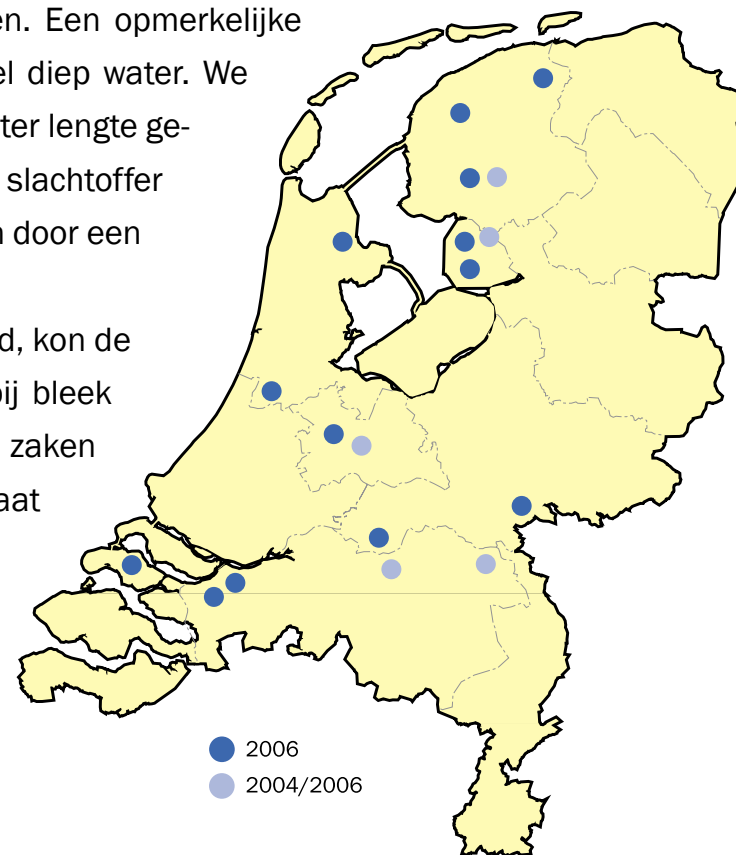 en. Een opmerkelijke
el diep water. We
ter lengte ge-
slachtoffer
door een
d, kon de
bij bleek
zaken
aat
2006
2004/2006